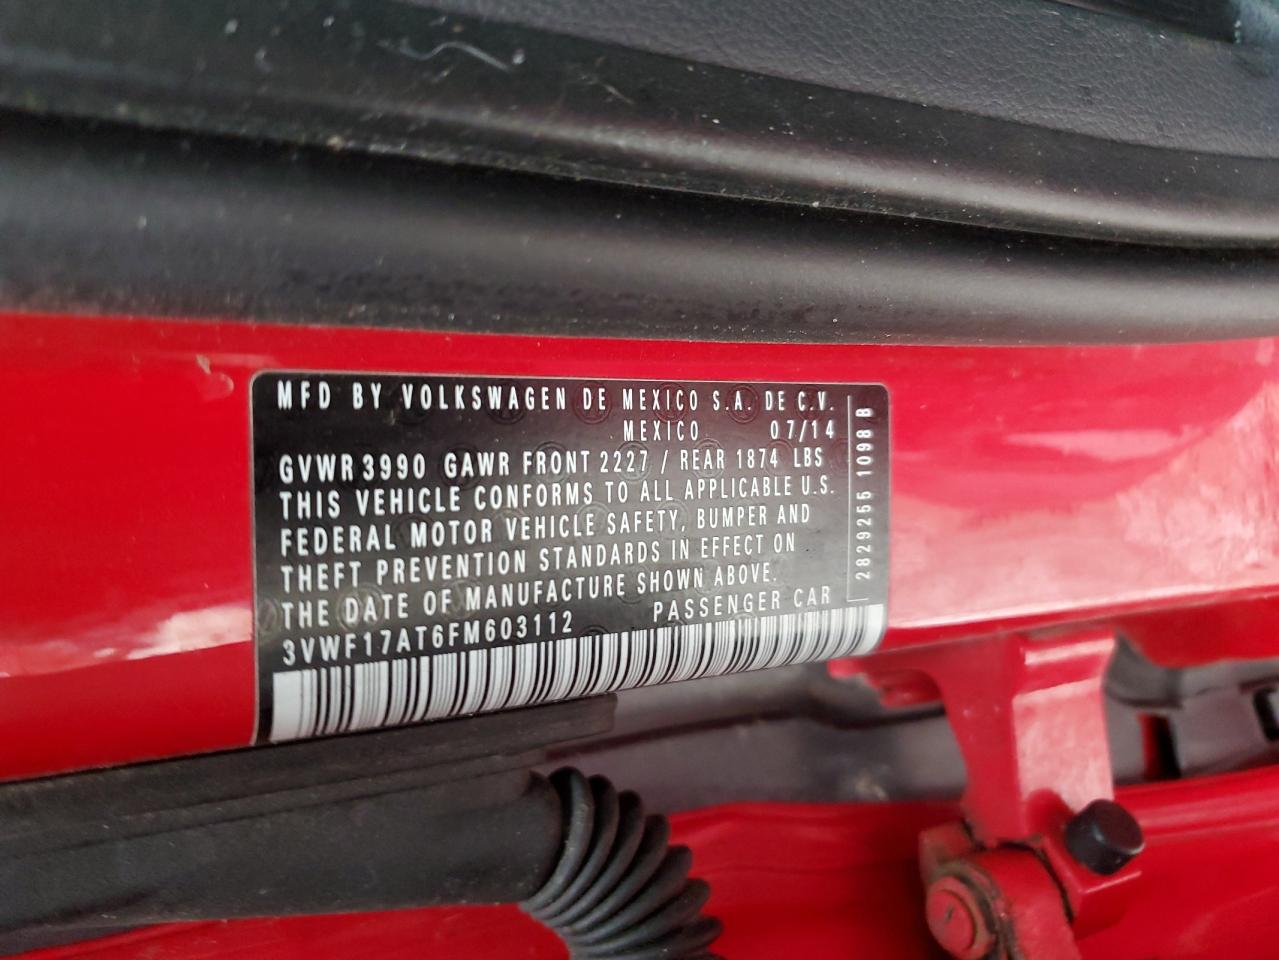 MFD BY VOLKSWAGEN DE MEXICO S.A. DE C.V.
MEXICO 07/14
GVWR 3990 GAWR FRONT 2227 / REAR 1874 LBS
THIS VEHICLE CONFORMS TO ALL APPLICABLE U.S.
FEDERAL MOTOR VEHICLE SAFETY, BUMPER AND
THEFT PREVENTION STANDARDS IN EFFECT ON
THE DATE OF MANUFACTURE SHOWN ABOVE.
3VWF17AT6FM603112 PASSENGER CAR
2829266 1098 B